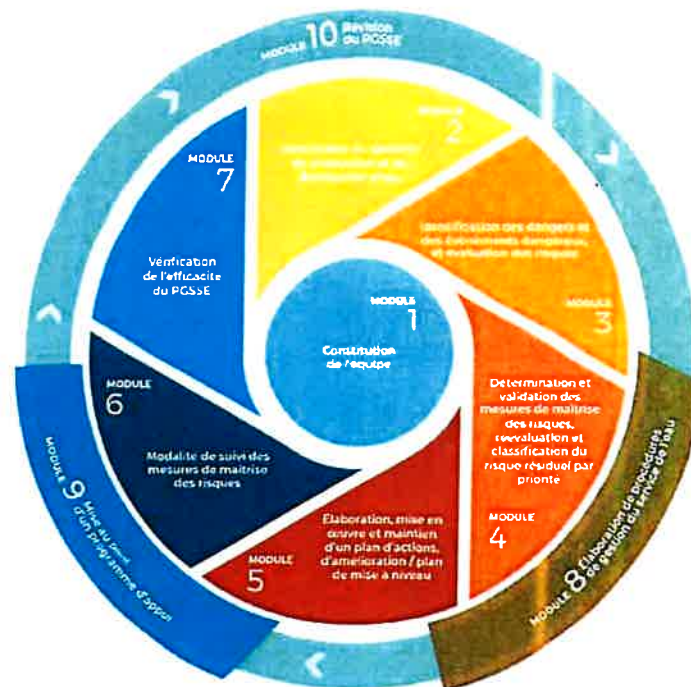 MODULE 10 Révision
du PGSSE
MODULE
1
Constitution
de l'équipe
MODULE
2
MODULE
3
Identification des dangers et
des événements dangereux,
et évaluation des risques
MODULE
4
Détermination et
validation des
mesures de maîtrise
des risques,
réévaluation et
classification du
risque résiduel par
priorité
MODULE
5
Élaboration, mise en
œuvre et maintien
d'un plan d'actions,
d'amélioration / plan
de mise à niveau
MODULE
6
Modalité de suivi des
mesures de maîtrise
des risques
MODULE
7
Vérification
de l'efficacité
du PGSSE
MODULE 8 Élaboration de procédures
de gestion du service de l'eau
MODULE 9 Mise au point
d'un programme d'appui